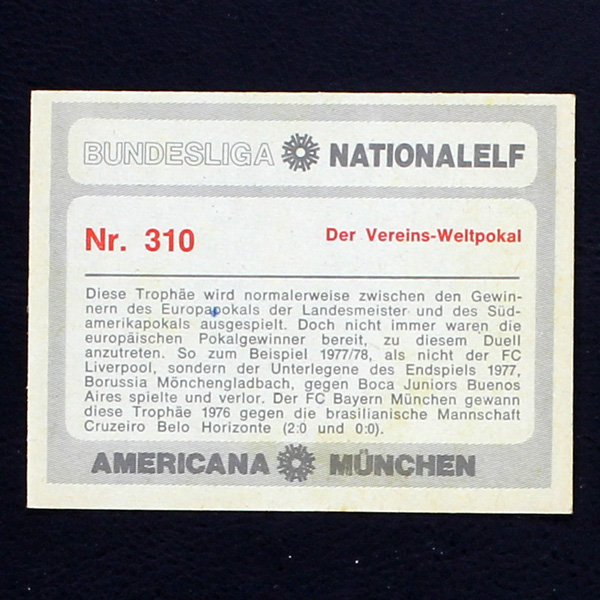 BUNDESLIGA NATIONALELF
Nr. 310 Der Vereins-Weltpokal
Diese Trophäe wird normalerweise zwischen den Gewin-
nern des Europapokals der Landesmeister und des Süd-
amerikapokals ausgespielt. Doch nicht immer waren die
europäischen Pokalgewinner bereit, zu diesem Duell
anzutreten. So zum Beispiel 1977/78, als nicht der FC
Liverpool, sondern der Unterlegene des Endspiels 1977,
Borussia Mönchengladbach, gegen Boca Juniors Buenos
Aires spielte und verlor. Der FC Bayern München gewann
diese Trophäe 1976 gegen die brasilianische Mannschaft
Cruzeiro Belo Horizonte (2:0 und 0:0).
AMERICANA MÜNCHEN